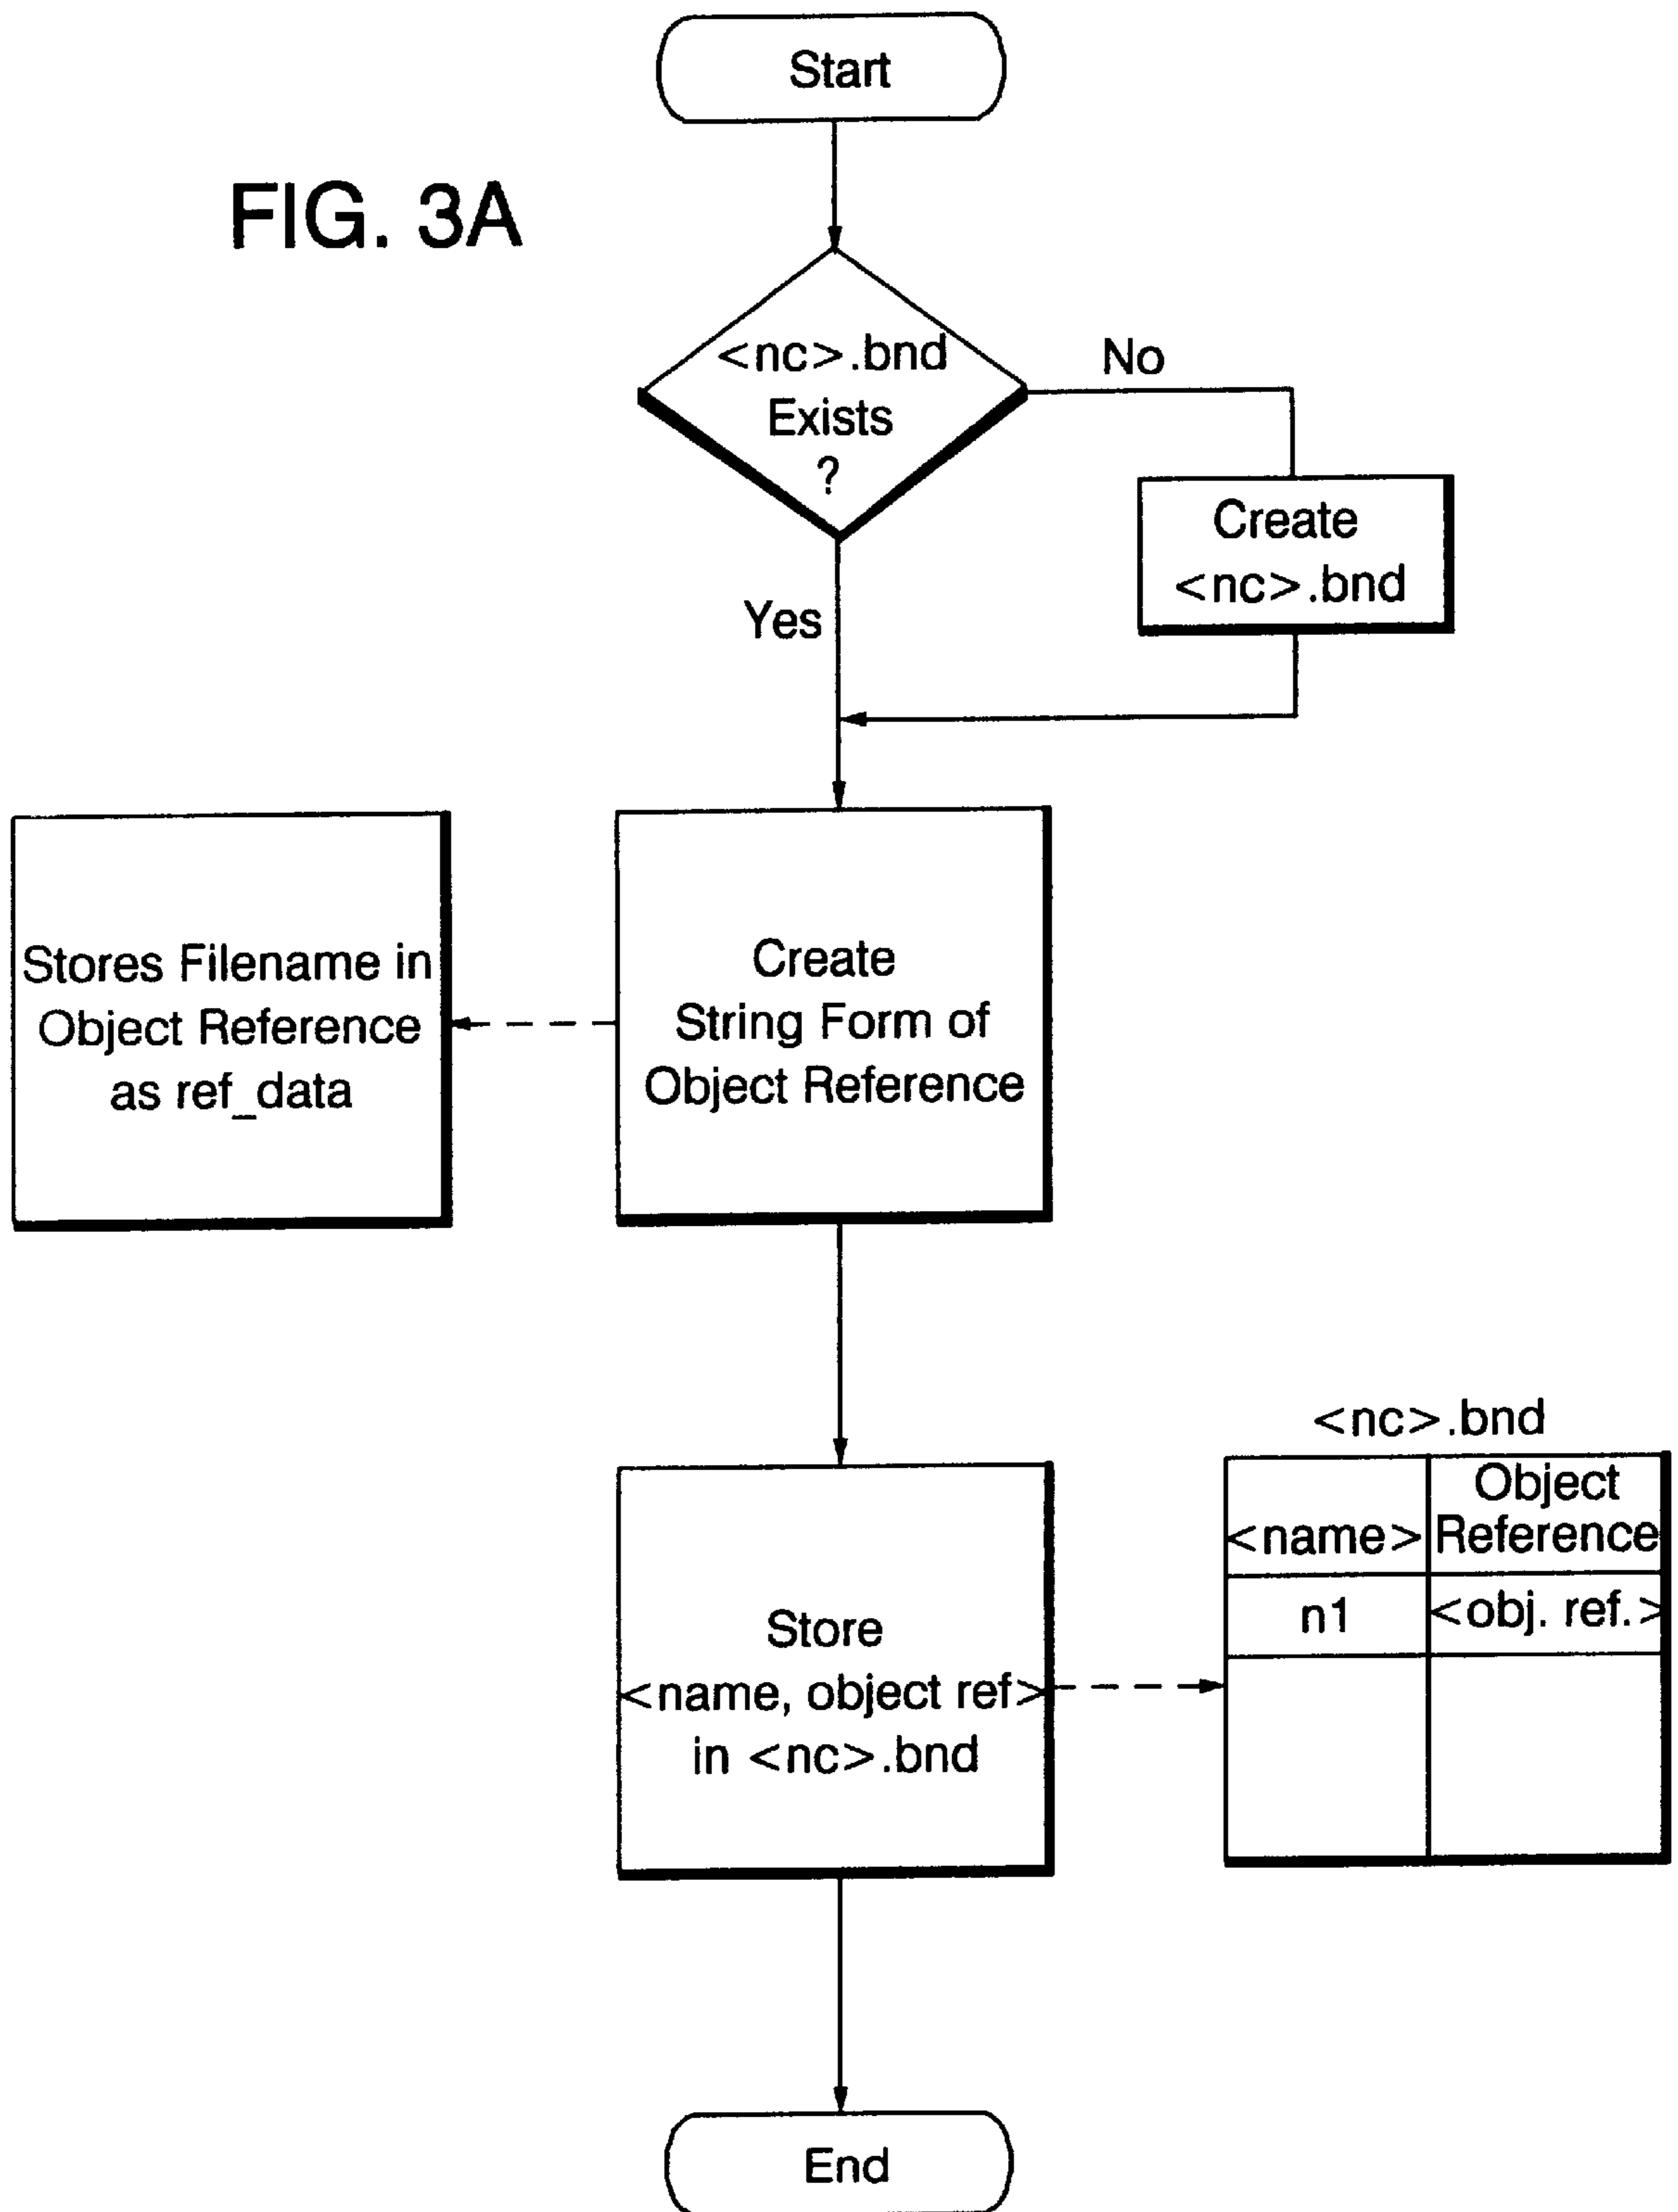 Start
FIG. 3A
<nc>.bnd
Exists
?
No
Create
<nc>.bnd
Yes
Stores Filename in
Object Reference
as ref_data
Create
String Form of
Object Reference
<nc>.bnd
<name>
Object
Reference
n1
<obj. ref.>
Store
<name, object ref>
in <nc>.bnd
End